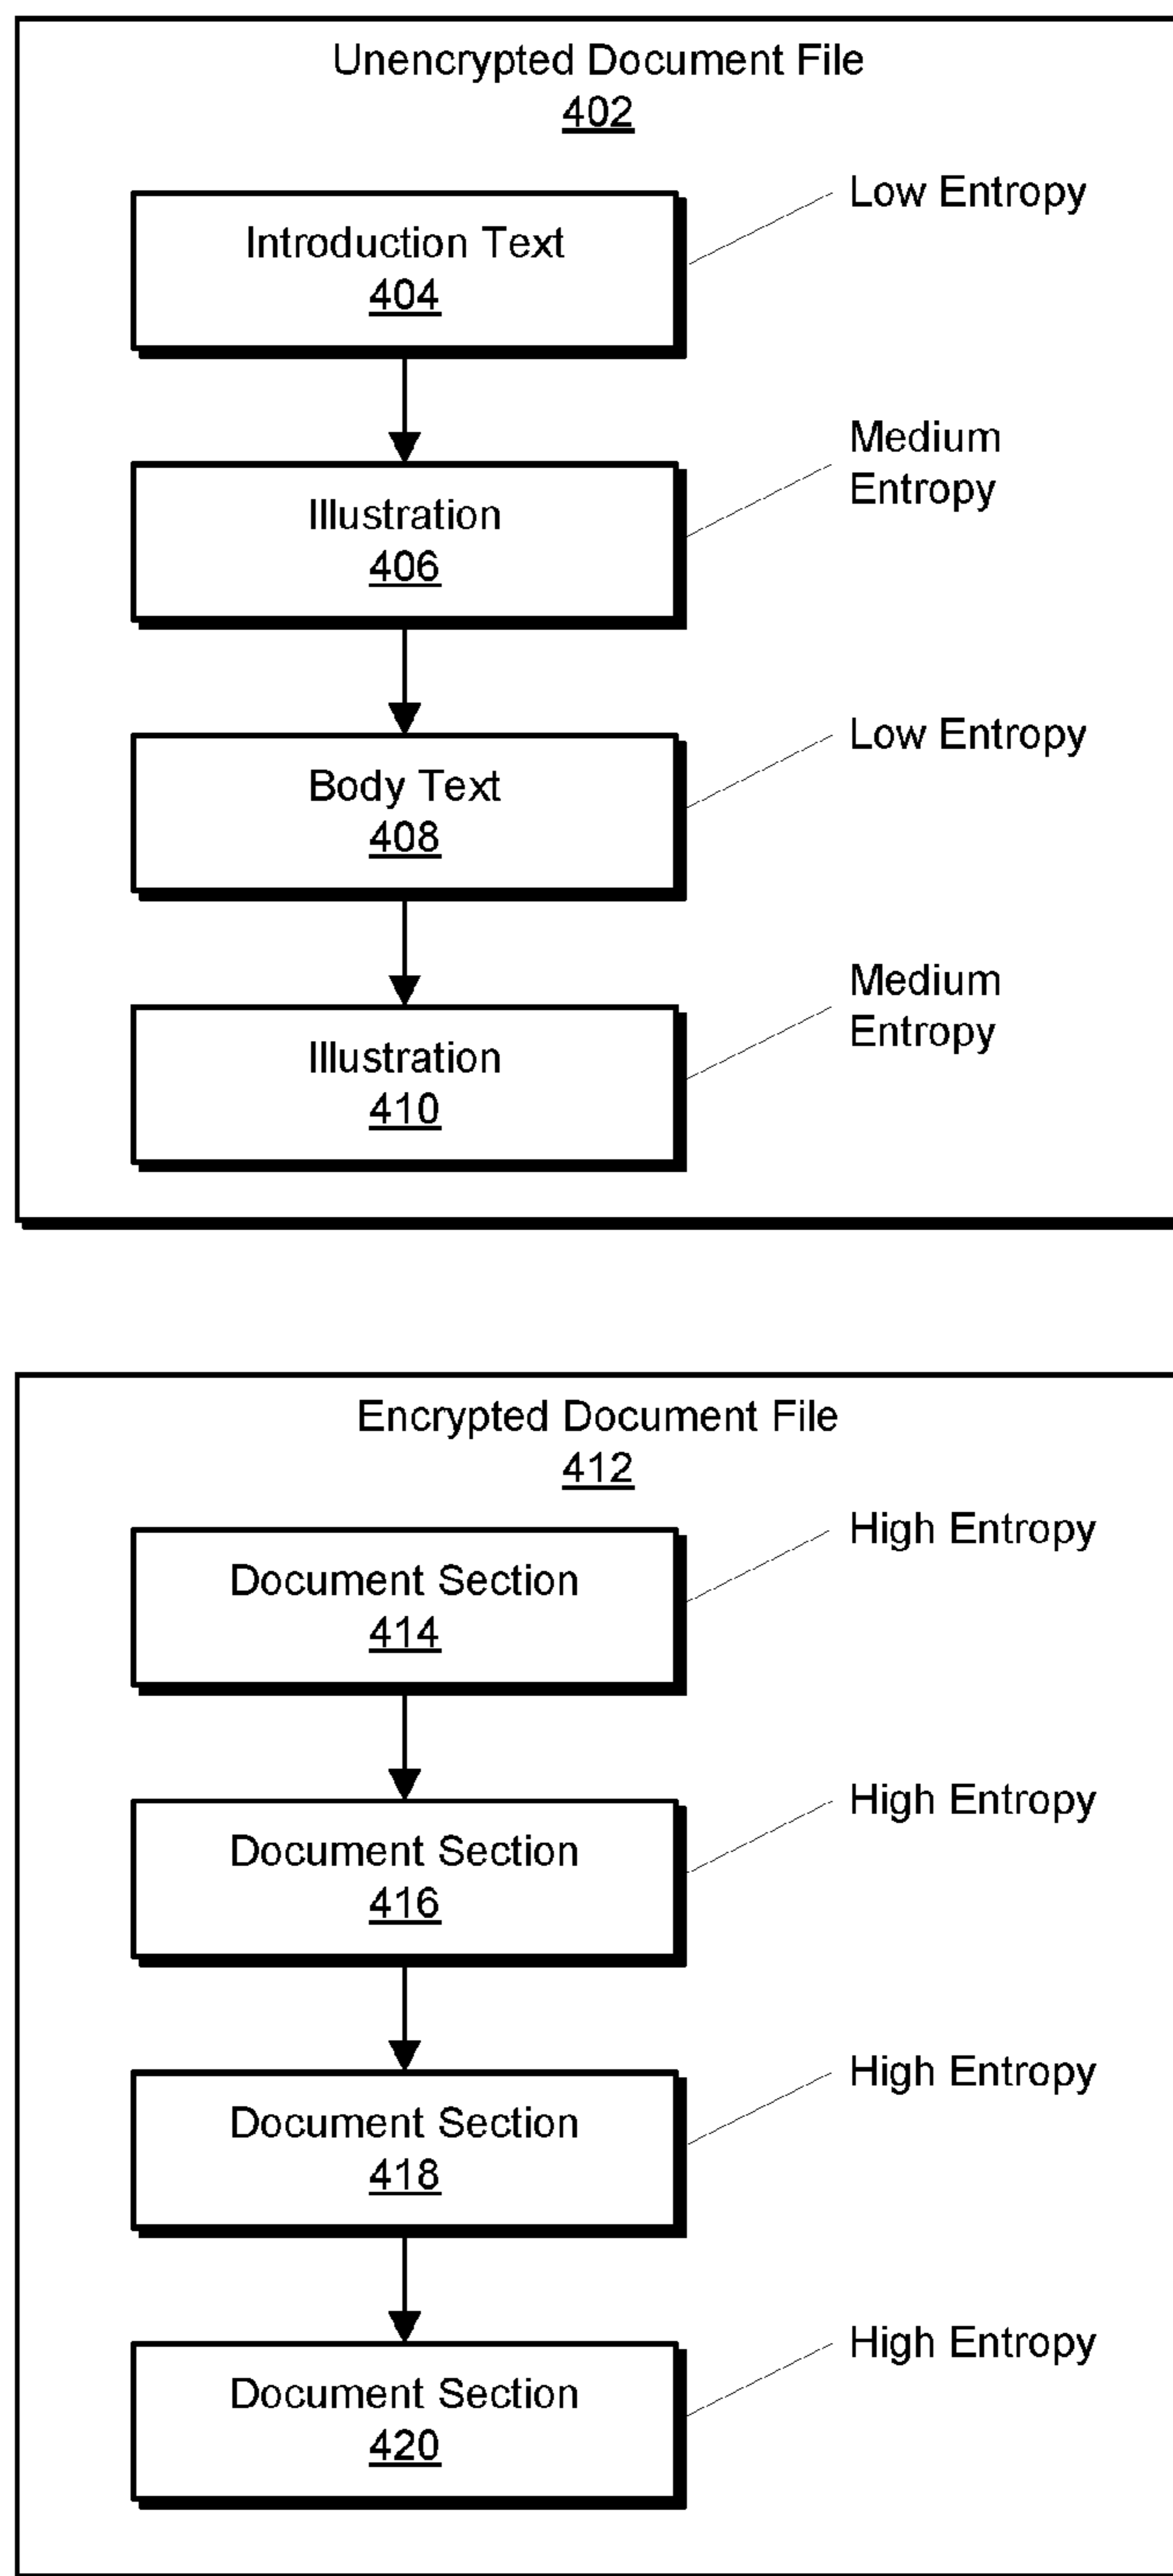 Unencrypted Document File
402
Introduction Text
404
Low Entropy
Illustration
406
Medium
Entropy
Body Text
408
Low Entropy
Illustration
410
Medium
Entropy
Encrypted Document File
412
Document Section
414
High Entropy
Document Section
416
High Entropy
Document Section
418
High Entropy
Document Section
420
High Entropy